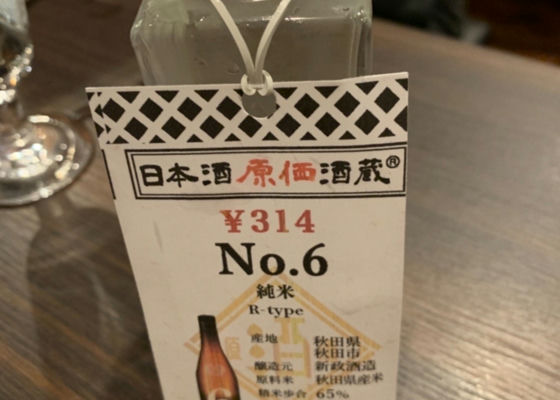 日本酒原価酒蔵®
¥314
No.6
純米
R-type
産地 秋田県
秋田市
醸造元 新政酒造
原料米 秋田県産米
精米歩合 65%